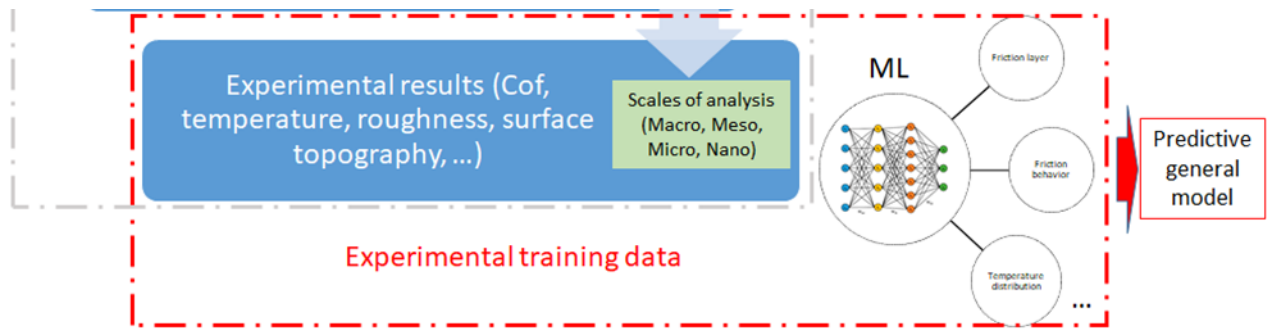 Experimental results (Cof,
temperature, roughness, surface
topography, ...)
Scales of analysis
(Macro, Meso,
Micro, Nano)
ML
Friction layer
Friction
behavior
Temperature
distribution
...
Predictive
general
model
Experimental training data